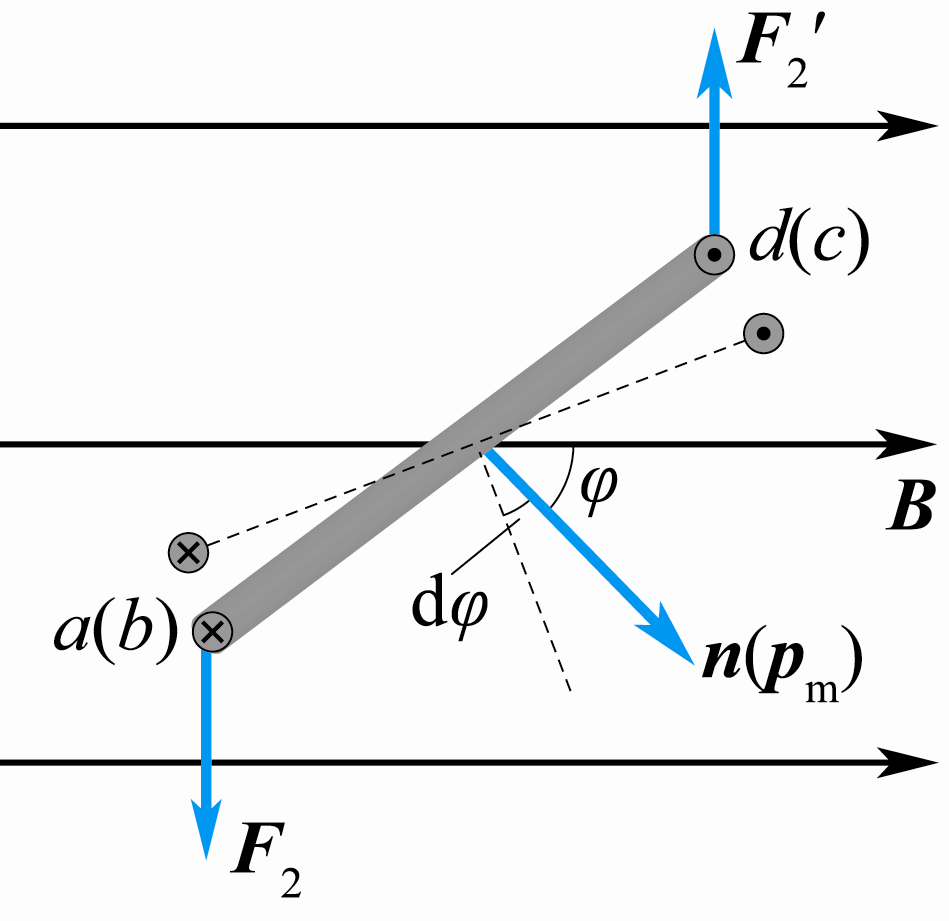 F₂′
d(c)
φ
B
dφ
a(b)
n(pₘ)
F₂